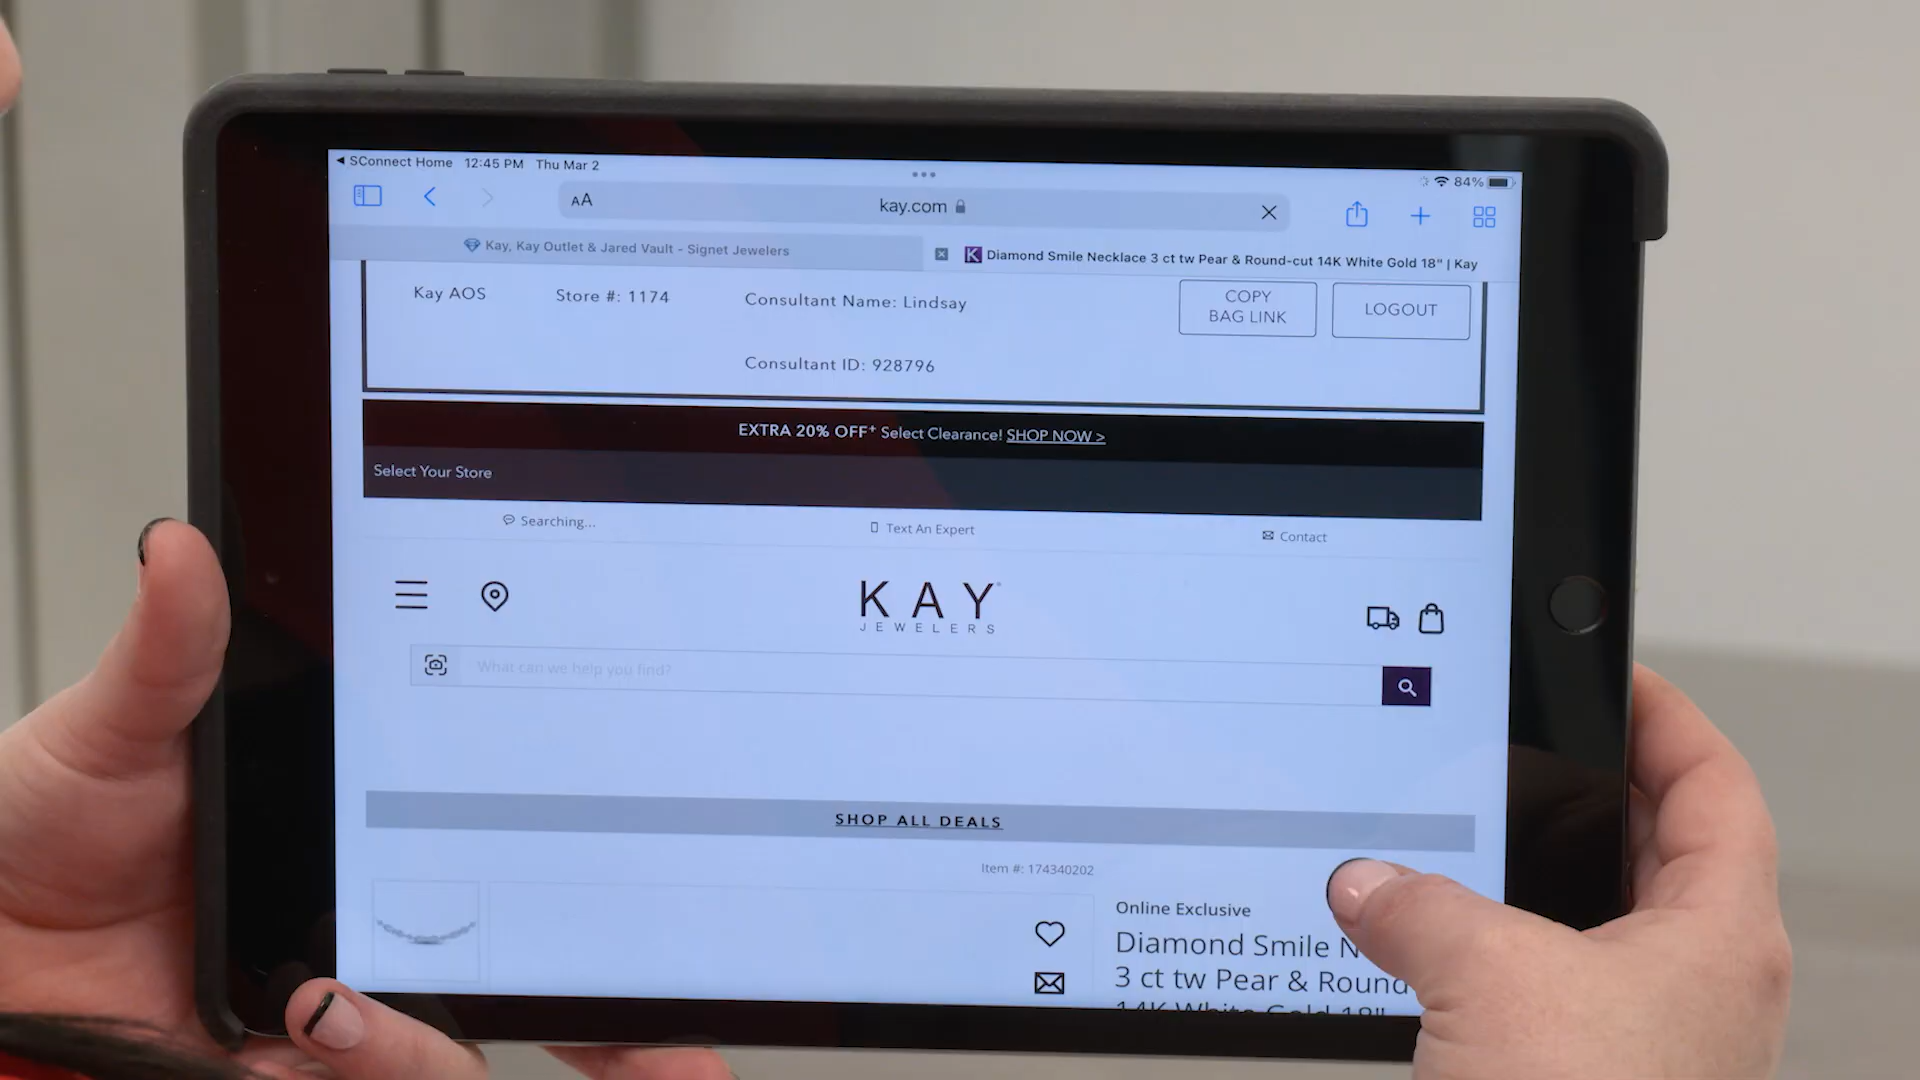 SConnect Home 12:45 PM Thu Mar 2
84%
AA kay.com
Kay, Kay Outlet & Jared Vault - Signet Jewelers
K Diamond Smile Necklace 3 ct tw Pear & Round-cut 14K White Gold 18" | Kay
Kay AOS Store #: 1174 Consultant Name: Lindsay
COPY
BAG LINK
LOGOUT
Consultant ID: 928796
EXTRA 20% OFF+ Select Clearance! SHOP NOW >
Select Your Store
Searching... Text An Expert Contact
KAY
JEWELERS
What can we help you find?
SHOP ALL DEALS
Item #: 174340202
Online Exclusive
Diamond Smile N
3 ct tw Pear & Round
14K White Gold 18"